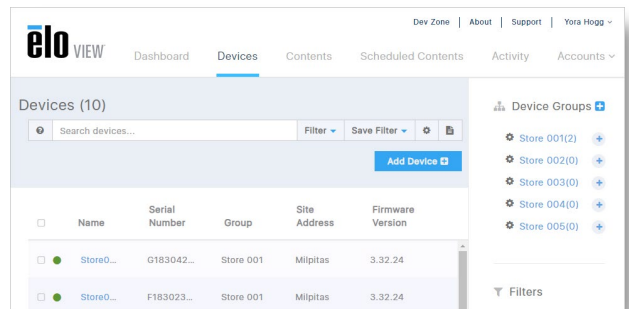 Dev Zone | About | Support | Yora Hogg
elo VIEW Dashboard Devices Contents Scheduled Contents Activity Accounts
Devices (10)
Search devices... Filter Save Filter
Add Device
Name Serial Number Group Site Address Firmware Version
Store0... G183042... Store 001 Milpitas 3.32.24
Store0... F183023... Store 001 Milpitas 3.32.24
Device Groups
Store 001(2)
Store 002(0)
Store 003(0)
Store 004(0)
Store 005(0)
Filters